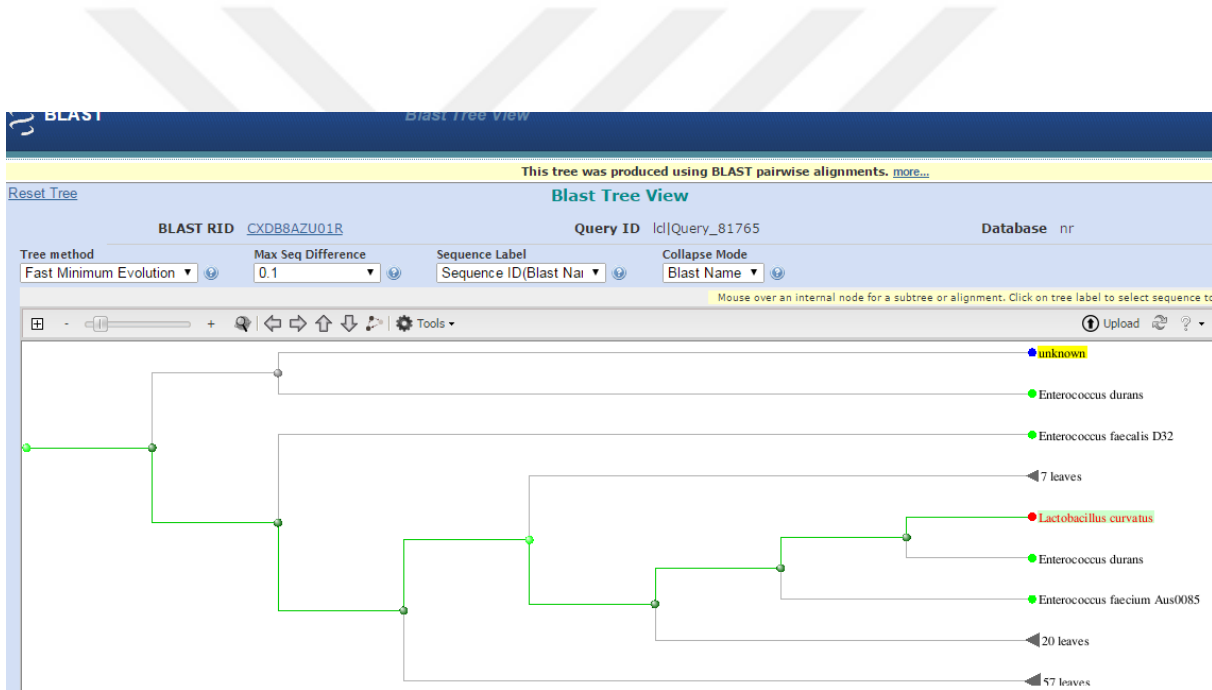 BLAST Blast Tree View
This tree was produced using BLAST pairwise alignments. more...
Reset Tree Blast Tree View
BLAST RID CXDB8AZU01R Query ID lcl|Query_81765 Database nr
Tree method Max Seq Difference Sequence Label Collapse Mode
Fast Minimum Evolution ▼ 0.1 ▼ Sequence ID(Blast Nai ▼ Blast Name ▼
Mouse over an internal node for a subtree or alignment. Click on tree label to select sequence to
- + Tools Upload ?
unknown
Enterococcus durans
Enterococcus faecalis D32
7 leaves
Lactobacillus curvatus
Enterococcus durans
Enterococcus faecium Aus0085
20 leaves
57 leaves